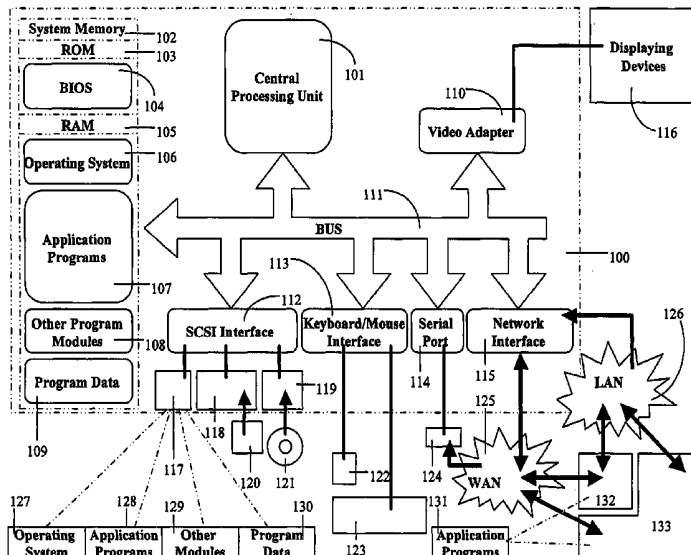 System Memory
102
ROM
103
BIOS
104
RAM
105
Operating System
106
Application
Programs
107
Other Program
Modules
108
Program Data
109
Central
Processing Unit
101
110
Video Adapter
Displaying
Devices
116
111
BUS
100
113
112
SCSI Interface
Keyboard/Mouse
Interface
Serial
Port
114
Network
Interface
115
126
LAN
117
118
119
120
121
122
123
124
125
WAN
132
133
127
Operating
System
128
Application
Programs
129
Other
Modules
130
Program
Data
131
Application
Programs